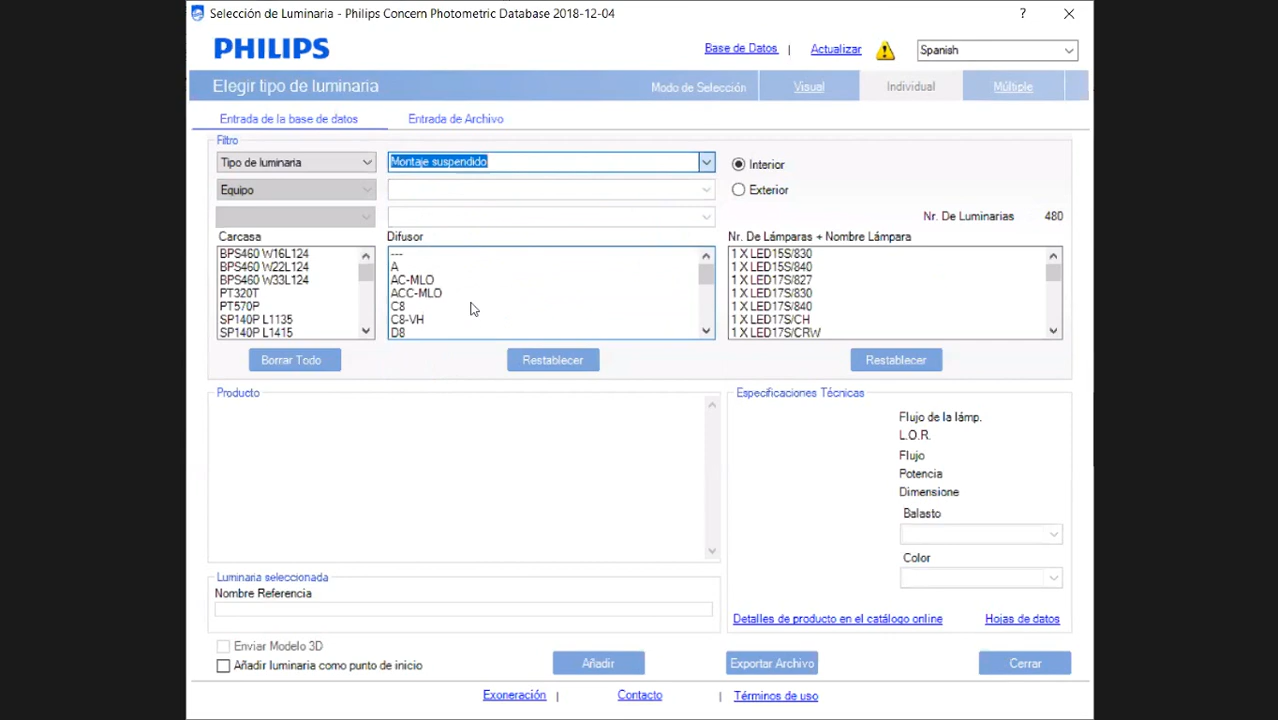 Selección de Luminaria - Philips Concern Photometric Database 2018-12-04
?
PHILIPS
Base de Datos | Actualizar
Spanish
Elegir tipo de luminaria
Modo de Selección
Visual
Individual
Múltiple
Entrada de la base de datos
Entrada de Archivo
Filtro
Tipo de luminaria
Montaje suspendido
Interior
Equipo
Exterior
Nr. De Luminarias 480
Carcasa
BPS460 W16L124
BPS460 W22L124
BPS460 W33L124
PT320T
PT570P
SP140P L1135
SP140P L1415
Difusor
---
A
AC-MLO
ACC-MLO
C8
C8-VH
D8
Nr. De Lámparas + Nombre Lámpara
1 X LED15S/830
1 X LED15S/840
1 X LED17S/827
1 X LED17S/830
1 X LED17S/840
1 X LED17S/CH
1 X LED17S/CRW
Borrar Todo
Restablecer
Restablecer
Producto
Especificaciones Técnicas
Flujo de la lámp.
L.O.R.
Flujo
Potencia
Dimensione
Balasto
Color
Luminaria seleccionada
Nombre Referencia
Detalles de producto en el catálogo online
Hojas de datos
Enviar Modelo 3D
Añadir luminaria como punto de inicio
Añadir
Exportar Archivo
Cerrar
Exoneración | Contacto | Términos de uso